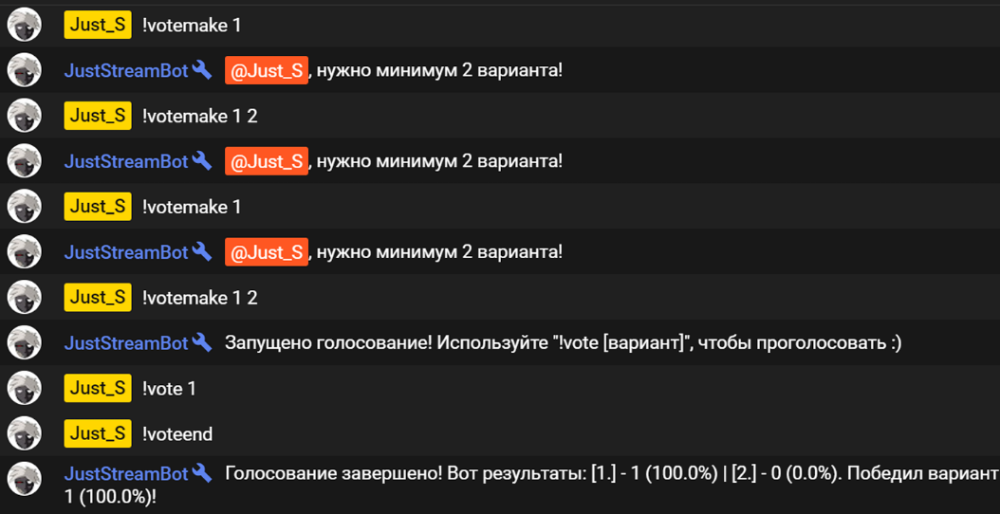 Just_S !votemake 1
JustStreamBot @Just_S, нужно минимум 2 варианта!
Just_S !votemake 1 2
JustStreamBot @Just_S, нужно минимум 2 варианта!
Just_S !votemake 1
JustStreamBot @Just_S, нужно минимум 2 варианта!
Just_S !votemake 1 2
JustStreamBot Запущено голосование! Используйте "!vote [вариант]", чтобы проголосовать :)
Just_S !vote 1
Just_S !voteend
JustStreamBot Голосование завершено! Вот результаты: [1.] - 1 (100.0%) | [2.] - 0 (0.0%). Победил вариант
1 (100.0%)!